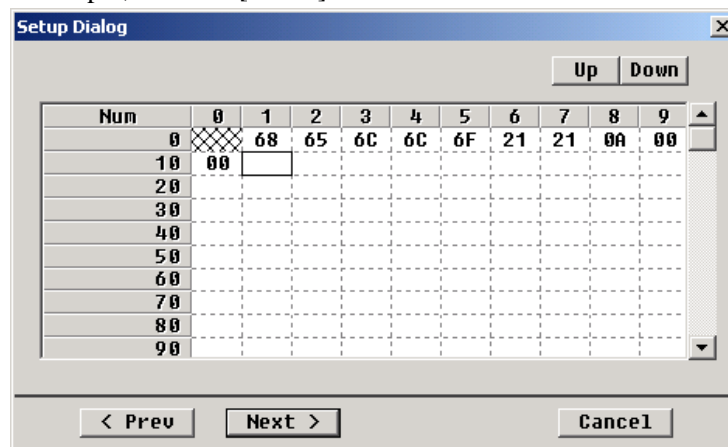 Setup Dialog
Up Down
Num 0 1 2 3 4 5 6 7 8 9
0 68 65 6C 6C 6F 21 21 0A 00
10 00
20
30
40
50
60
70
80
90
< Prev Next > Cancel